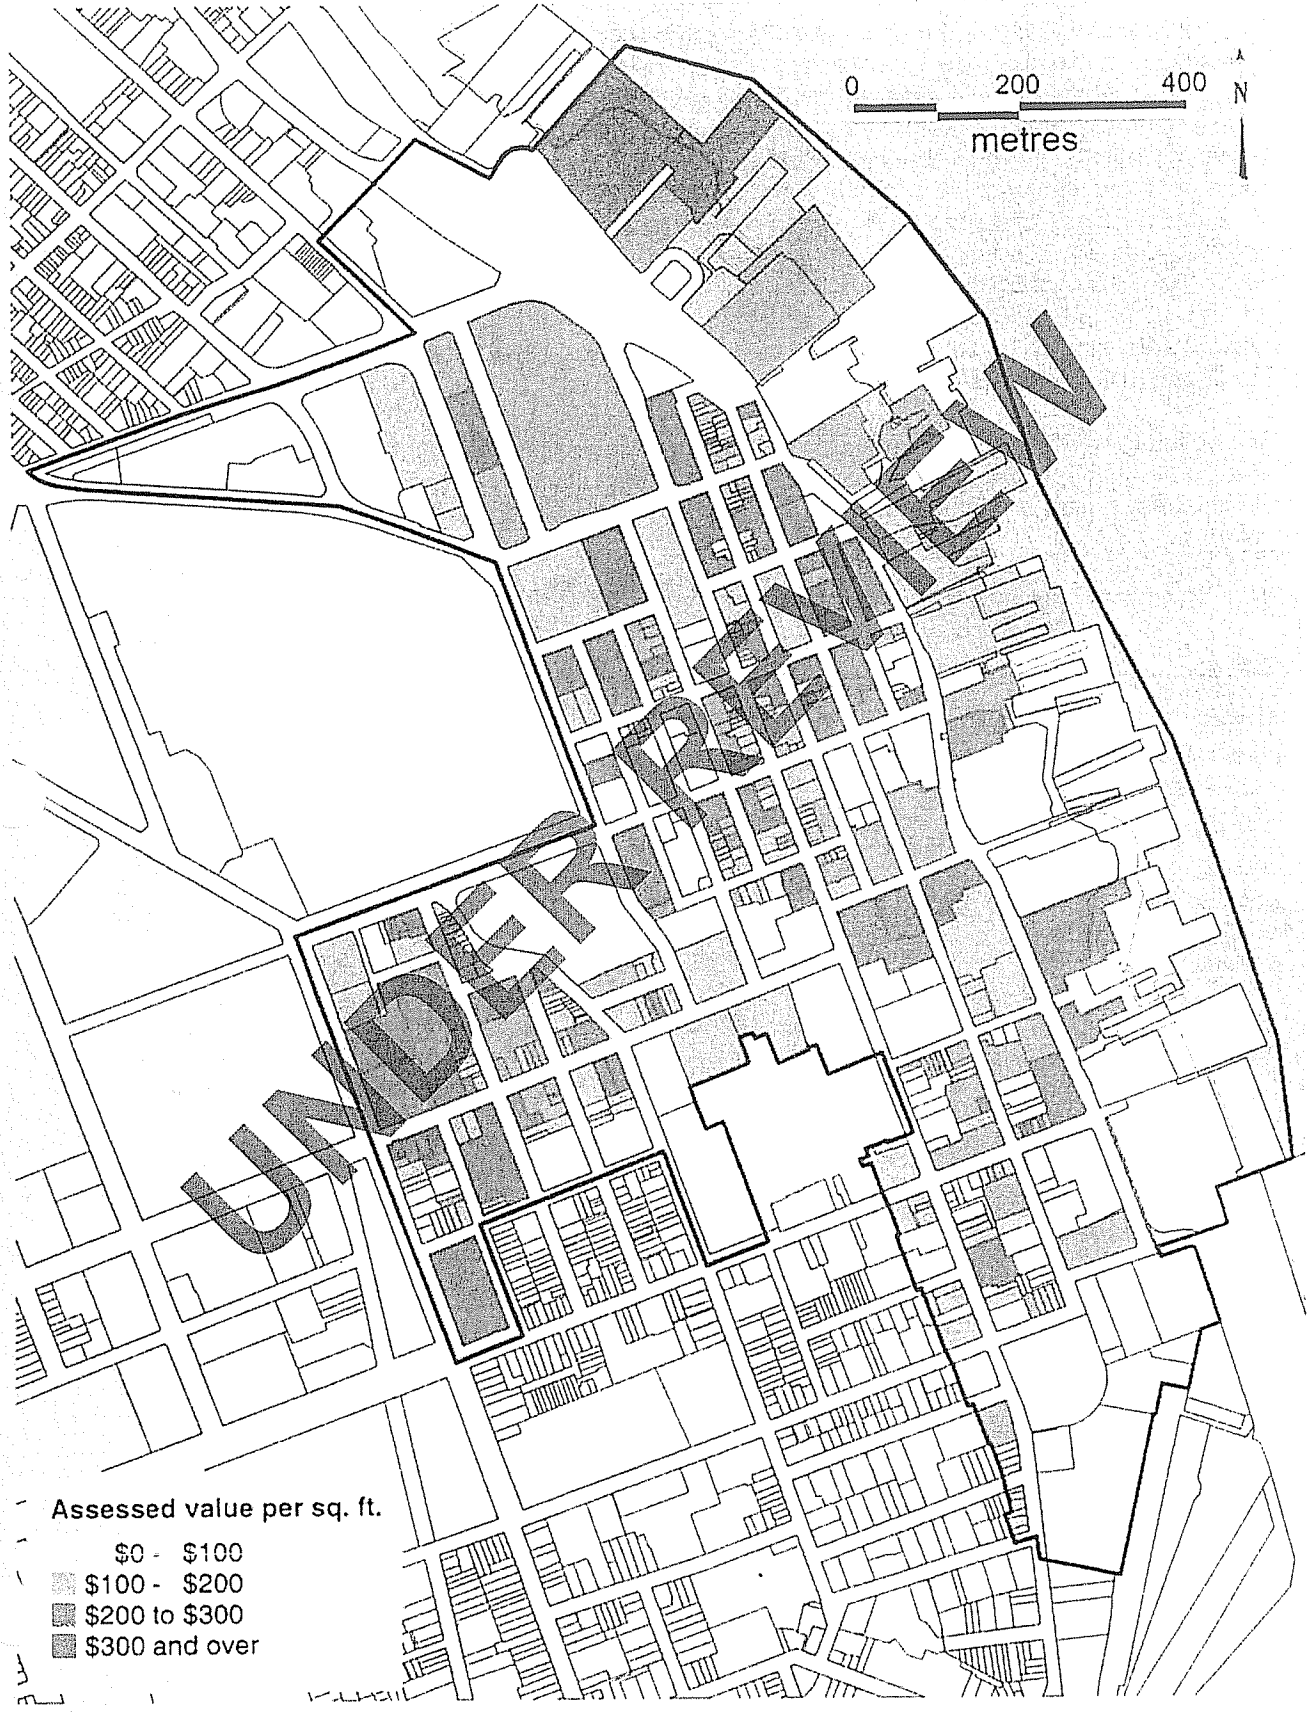 0 200 400
metres
N
UNDER REVIEW
Assessed value per sq. ft.
$0 - $100
$100 - $200
$200 to $300
$300 and over